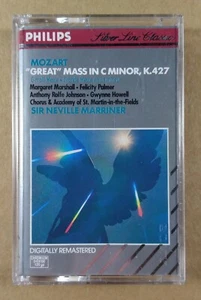 PHILIPS
Silver Line Classics
MOZART
"GREAT" MASS IN C MINOR, K.427
Margaret Marshall · Felicity Palmer
Anthony Rolfe Johnson · Gwynne Howell
Chorus & Academy of St. Martin-in-the-Fields
SIR NEVILLE MARRINER
DIGITALLY REMASTERED